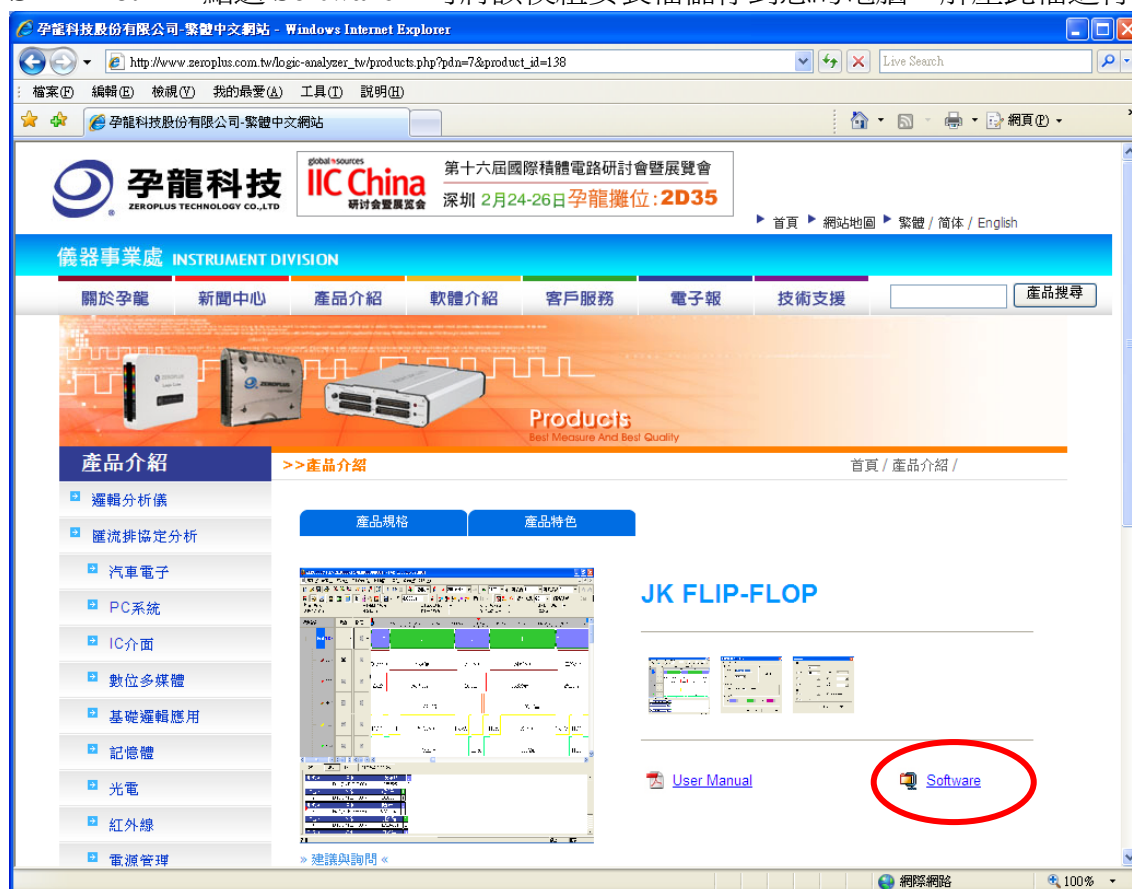 點選 Software
孕龍科技股份有限公司-繁體中文網站 - Windows Internet Explorer
http://www.zeroplus.com.tw/logic-analyzer_tw/products.php?pdn=7&product_id=138
Live Search
檔案(F) 編輯(E) 檢視(V) 我的最愛(A) 工具(T) 說明(H)
孕龍科技股份有限公司-繁體中文網站
網頁(P)
孕龍科技
ZEROPLUS TECHNOLOGY CO.,LTD
global sources
IIC China
研讨会暨展览会
第十六屆國際積體電路研討會暨展覽會
深圳 2月24-26日孕龍攤位:2D35
首頁 網站地圖 繁體 / 简体 / English
儀器事業處 INSTRUMENT DIVISION
關於孕龍 新聞中心 產品介紹 軟體介紹 客戶服務 電子報 技術支援 產品搜尋
Products
Best Measure And Best Quality
產品介紹
>>產品介紹
首頁 / 產品介紹 /
邏輯分析儀
匯流排協定分析
汽車電子
PC系統
IC介面
數位多媒體
基礎邏輯應用
記憶體
光電
紅外線
電源管理
產品規格 產品特色
JK FLIP-FLOP
User Manual
Software
» 建議與詢問 «
網際網路
100%